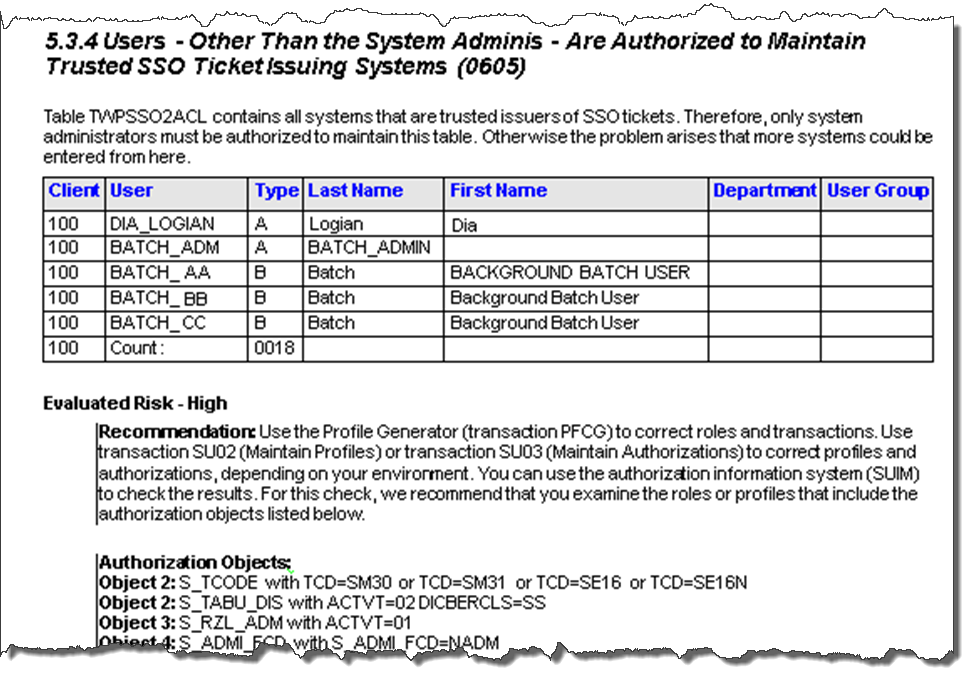 5.3.4 Users - Other Than the System Adminis - Are Authorized to Maintain
Trusted SSO Ticket Issuing Systems (0605)
Table TWPSSO2ACL contains all systems that are trusted issuers of SSO tickets. Therefore, only system
administrators must be authorized to maintain this table. Otherwise the problem arises that more systems could be
entered from here.
Client User Type Last Name First Name Department User Group
100 DIA_LOGIAN A Logian Dia
100 BATCH_ADM A BATCH_ADMIN
100 BATCH_ AA B Batch BACKGROUND BATCH USER
100 BATCH_ BB B Batch Background Batch User
100 BATCH_ CC B Batch Background Batch User
100 Count : 0018
Evaluated Risk - High
Recommendation: Use the Profile Generator (transaction PFCG) to correct roles and transactions. Use
transaction SU02 (Maintain Profiles) or transaction SU03 (Maintain Authorizations) to correct profiles and
authorizations, depending on your environment. You can use the authorization information system (SUIM)
to check the results. For this check, we recommend that you examine the roles or profiles that include the
authorization objects listed below.
Authorization Objects:
Object 2: S_TCODE with TCD=SM30 or TCD=SM31 or TCD=SE16 or TCD=SE16N
Object 2: S_TABU_DIS with ACTVT=02 DICBERCLS=SS
Object 3: S_RZL_ADM with ACTVT=01
Object 4: S_ADMI_FCD with S_ADMI_FCD=NADM